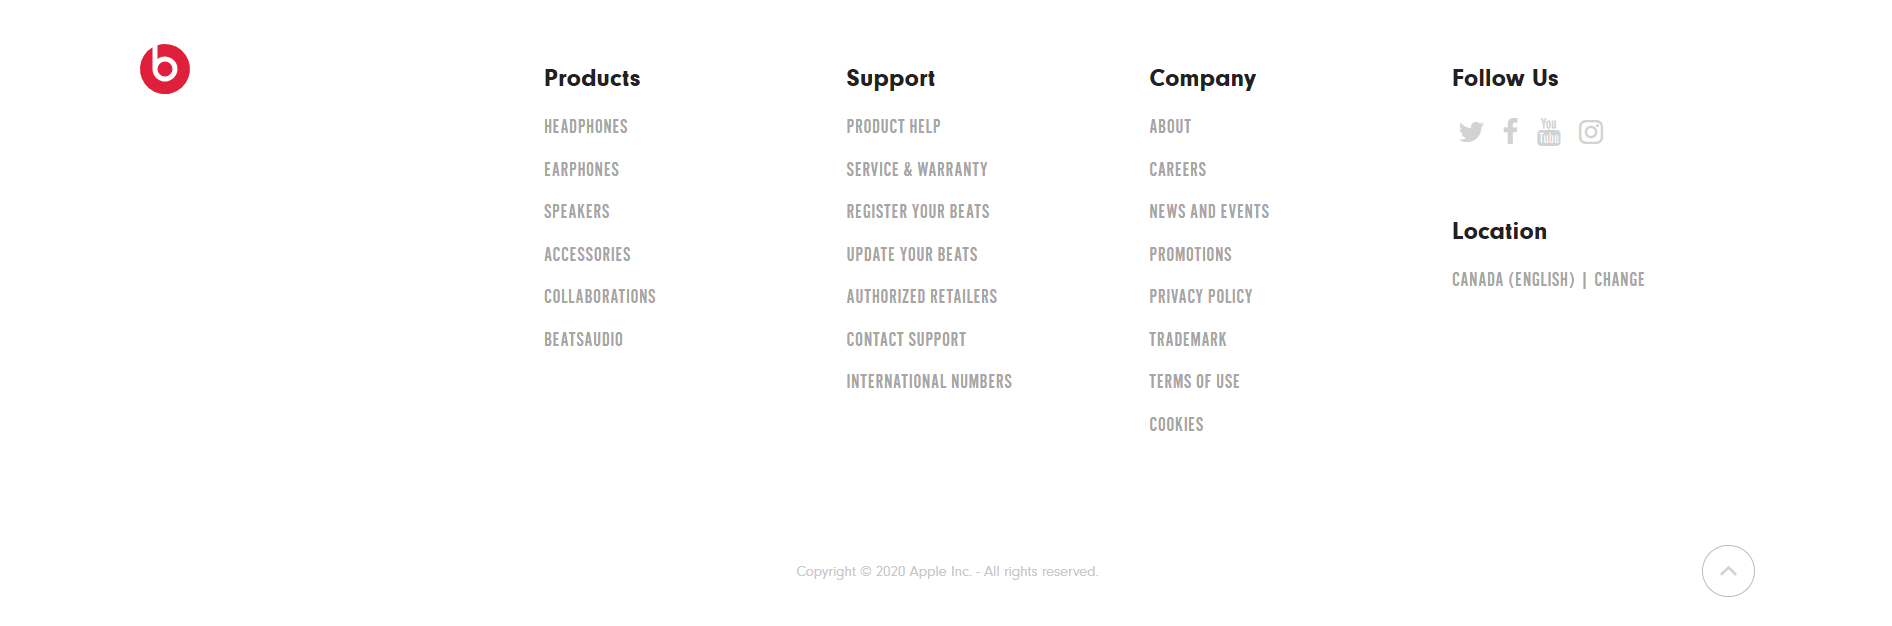 b
Products
HEADPHONES
EARPHONES
SPEAKERS
ACCESSORIES
COLLABORATIONS
BEATSAUDIO
Support
PRODUCT HELP
SERVICE & WARRANTY
REGISTER YOUR BEATS
UPDATE YOUR BEATS
AUTHORIZED RETAILERS
CONTACT SUPPORT
INTERNATIONAL NUMBERS
Company
ABOUT
CAREERS
NEWS AND EVENTS
PROMOTIONS
PRIVACY POLICY
TRADEMARK
TERMS OF USE
COOKIES
Follow Us
You
Tube
Location
CANADA (ENGLISH) | CHANGE
Copyright © 2020 Apple Inc. - All rights reserved.